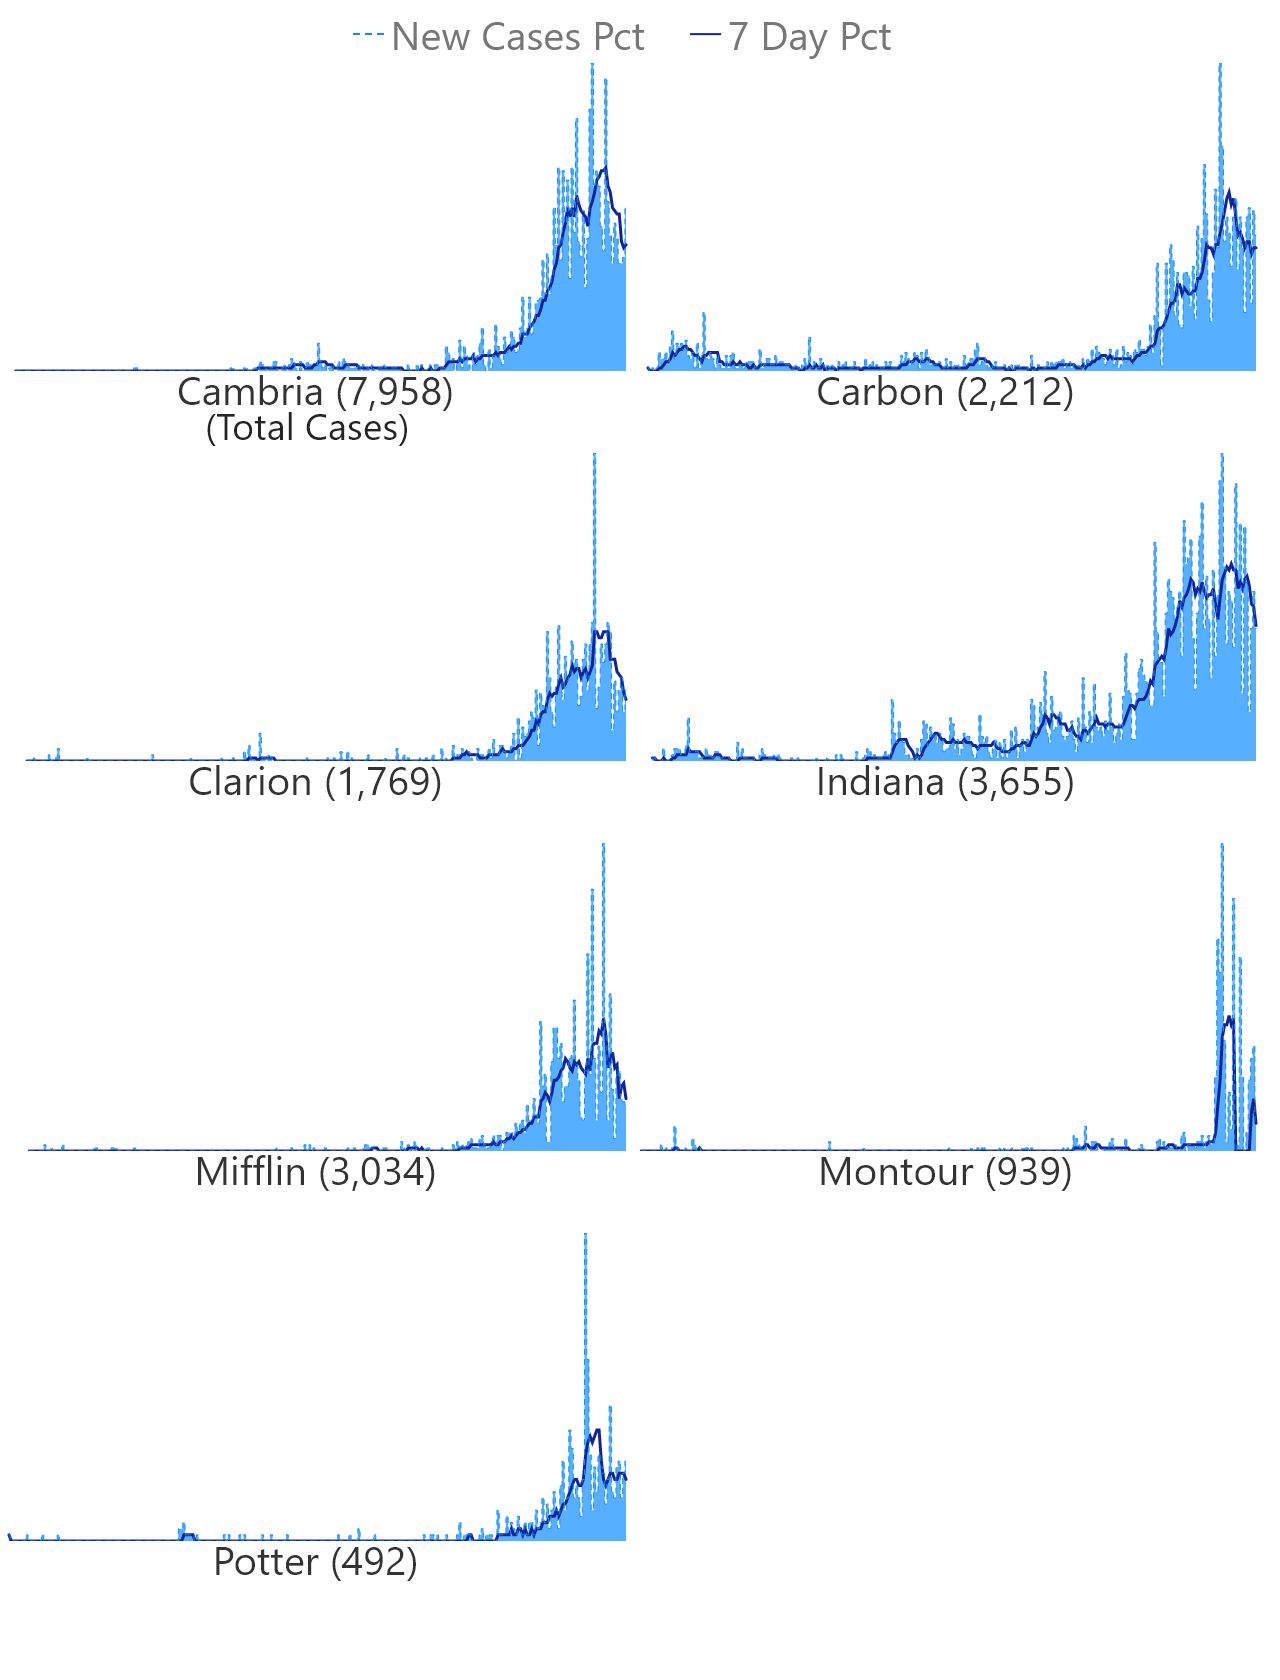 New Cases Pct 7 Day Pct
Cambria (7,958) Carbon (2,212)
(Total Cases)
Clarion (1,769) Indiana (3,655)
Mifflin (3,034) Montour (939)
Potter (492)